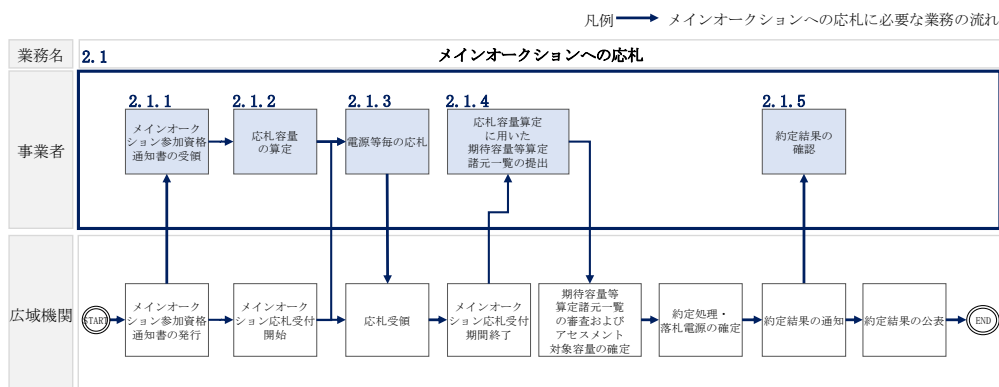 凡例 メインオークションへの応札に必要な業務の流れ
業務名
2.1
メインオークションへの応札
事業者
2.1.1
メインオーク
ション参加資格
通知書の受領
2.1.2
応札容量
の算定
2.1.3
電源等毎の応札
2.1.4
応札容量算定
に用いた
期待容量等算定
諸元一覧の提出
2.1.5
約定結果の
確認
広域機関
START
メインオーク
ション参加資格
通知書の発行
メインオーク
ション応札受付
開始
応札受領
メインオーク
ション応札受付
期間終了
期待容量等
算定諸元一覧
の審査および
アセスメント
対象容量の確定
約定処理・
落札電源の確定
約定結果の通知
約定結果の公表
END